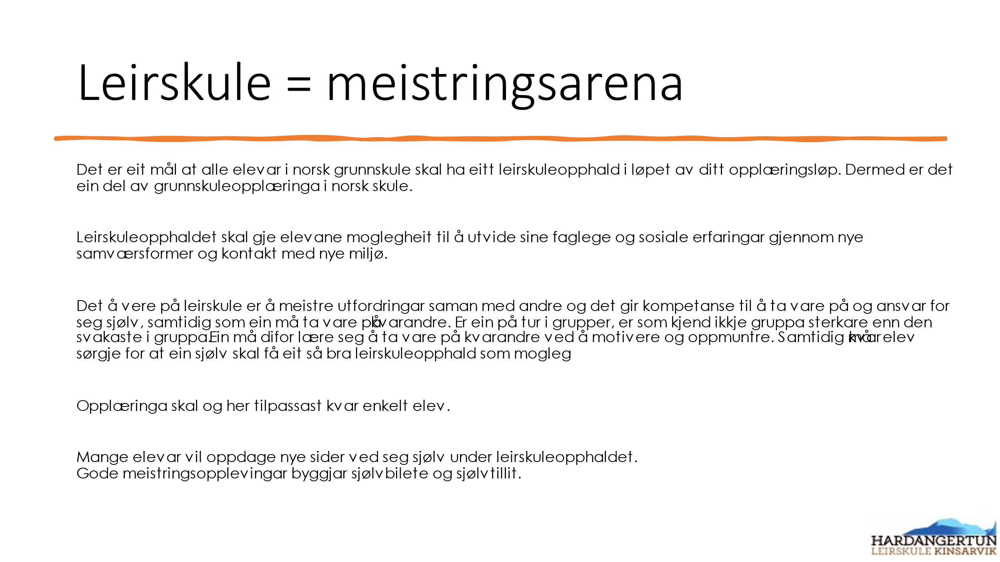 Leirskule = meistringsarena
Det er eit mål at alle elevar i norsk grunnskule skal ha eitt leirskuleopphald i løpet av ditt opplæringsløp. Dermed er det
ein del av grunnskuleopplæringa i norsk skule.
Leirskuleopphaldet skal gje elevane moglegheit til å utvide sine faglege og sosiale erfaringar gjennom nye
samværsformer og kontakt med nye miljø.
Det å vere på leirskule er å meistre utfordringar saman med andre og det gir kompetanse til å ta vare på og ansvar for
seg sjølv, samtidig som ein må ta vare på kvarandre. Er ein på tur i grupper, er som kjend ikkje gruppa sterkare enn den
svakaste i gruppa. Ein må difor lære seg å ta vare på kvarandre ved å motivere og oppmuntre. Samtidig må kvar elev
sørgje for at ein sjølv skal få eit så bra leirskuleopphald som mogleg.
Opplæringa skal og her tilpassast kvar enkelt elev.
Mange elevar vil oppdage nye sider ved seg sjølv under leirskuleopphaldet.
Gode meistringsopplevingar byggjar sjølvbilete og sjølvtillit.
HARDANGERTUN
LEIRSKULE KINSARVIK